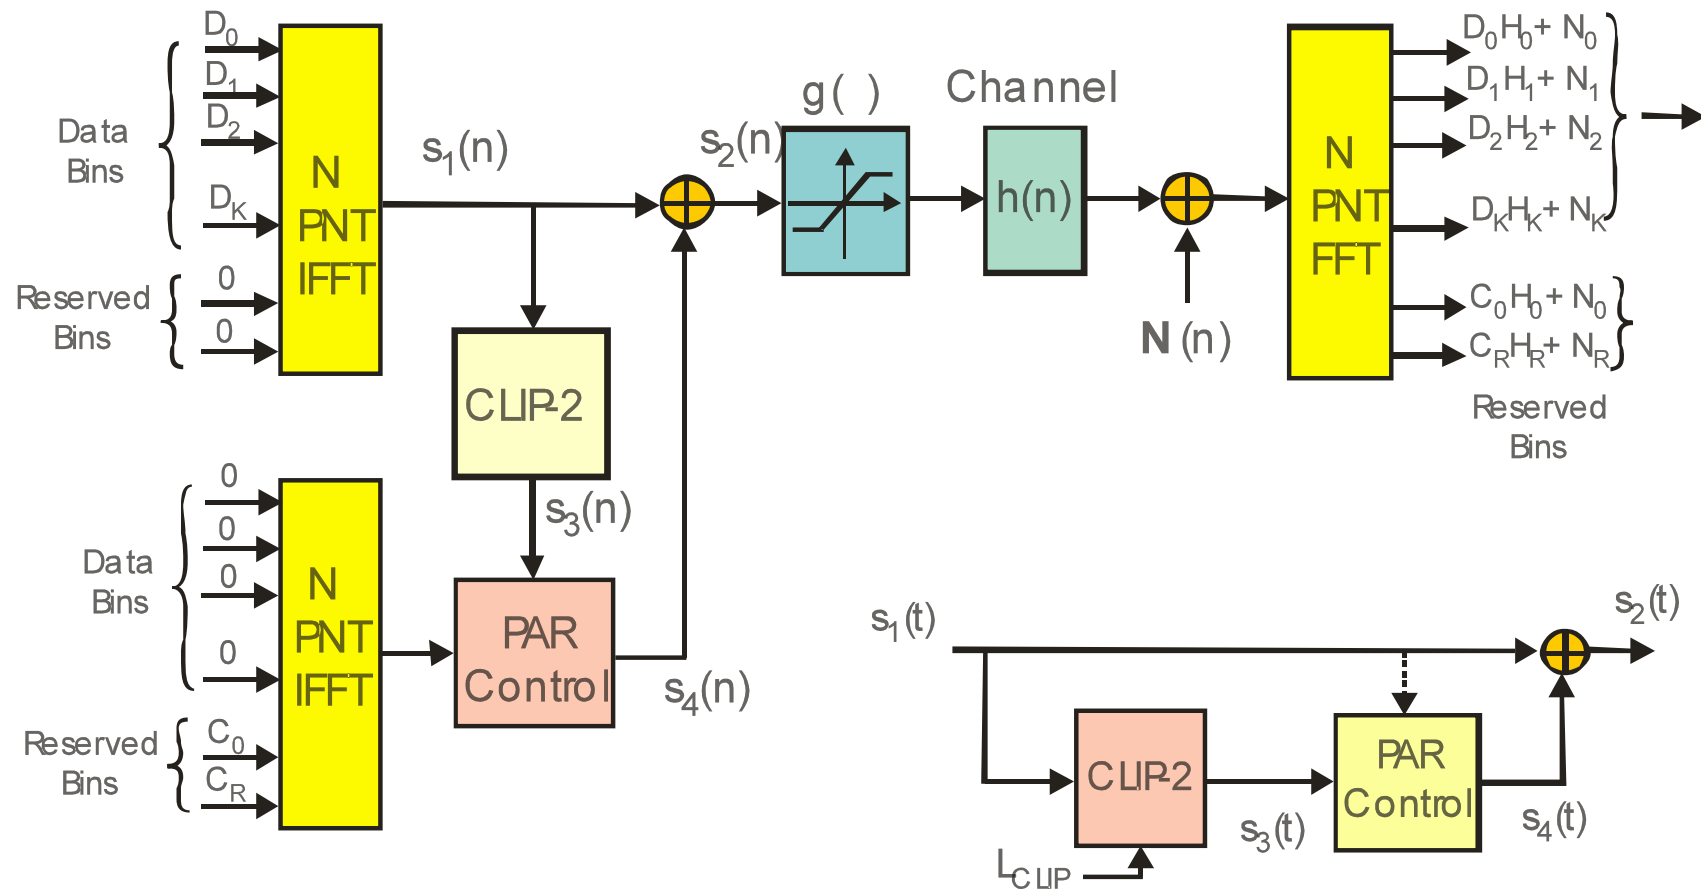 Data
Bins
D0
D1
D2
DK
Reserved
Bins
0
0
N
PNT
IFFT
s1(n)
s2(n)
g( )
Channel
h(n)
N(n)
N
PNT
FFT
D0H0+ N0
D1H1+ N1
D2H2+ N2
DKHK+ NK
C0H0+ N0
CRHR+ NR
Reserved
Bins
CLIP-2
s3(n)
Data
Bins
0
0
0
0
Reserved
Bins
C0
CR
N
PNT
IFFT
PAR
Control
s4(n)
s1(t)
s2(t)
CLIP-2
LCLIP
s3(t)
PAR
Control
s4(t)